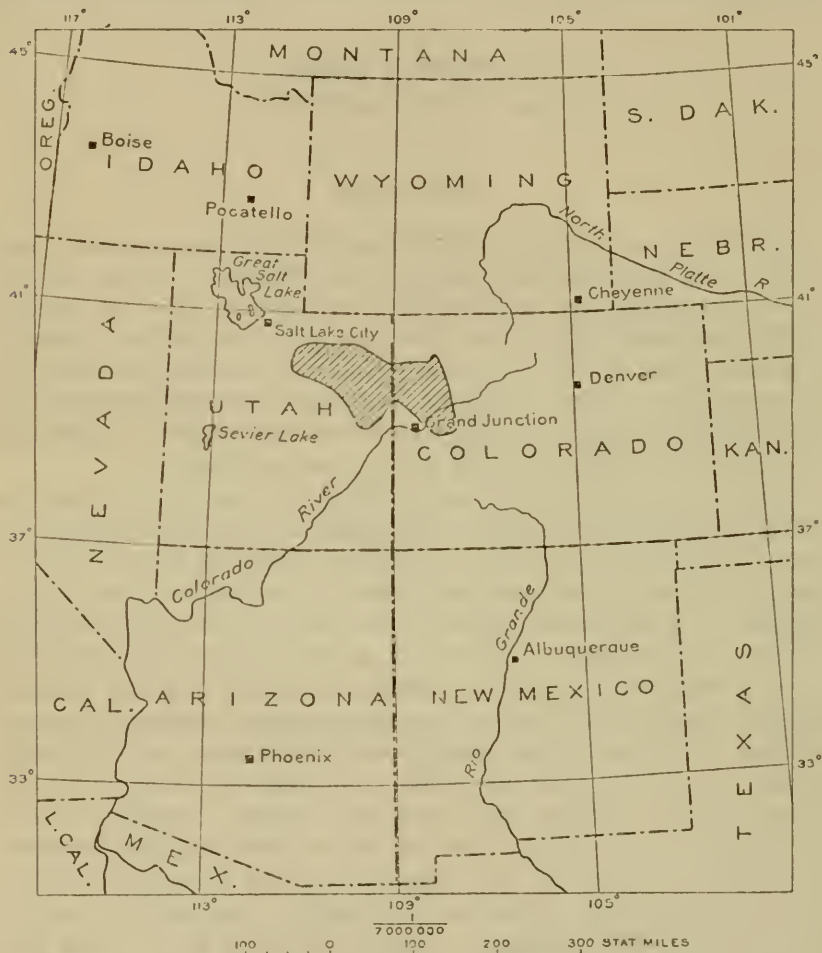 117° 113° 109° 105° 101°
45° 45°
MONTANA
OREG.
Boise
IDAHO
WYOMING
S. DAK.
Pocatello
North
Platte
R
NEBR.
Great
Salt
Lake
41° 41°
Cheyenne
Salt Lake City
NEVADA
Denver
UTAH
Grand Junction
Sevier Lake
COLORADO
KAN.
River
Colorado
37° 37°
Grande
Rio
Albuquerque
TEXAS
CAL.
ARIZONA
NEW MEXICO
Phoenix
33° 33°
L. CAL.
MEX.
113° 109° 105°
1
7000000
100 0 100 200 300 STAT MILES